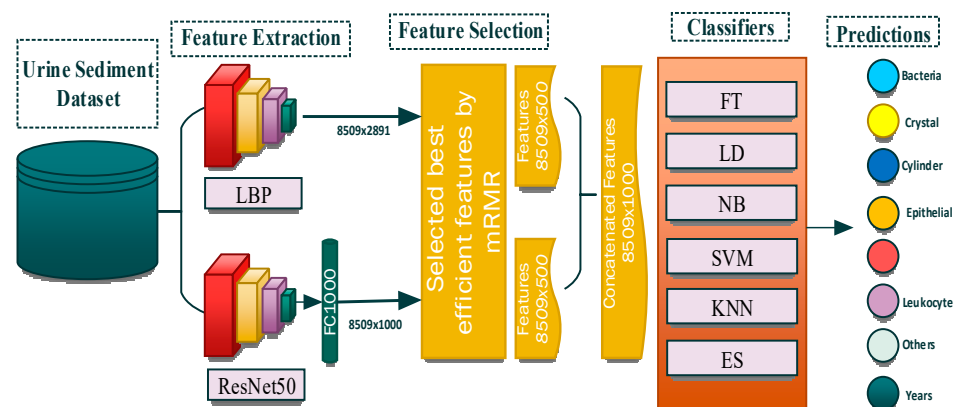 Urine Sediment
Dataset
Feature Extraction
LBP
ResNet50
FC1000
8509x2891
8509x1000
Feature Selection
Selected best
efficient features by
mRMR
Features
8509x500
Features
8509x500
Concatenated Features
8509x1000
Classifiers
FT
LD
NB
SVM
KNN
ES
Predictions
Bacteria
Crystal
Cylinder
Epithelial
Leukocyte
Others
Years